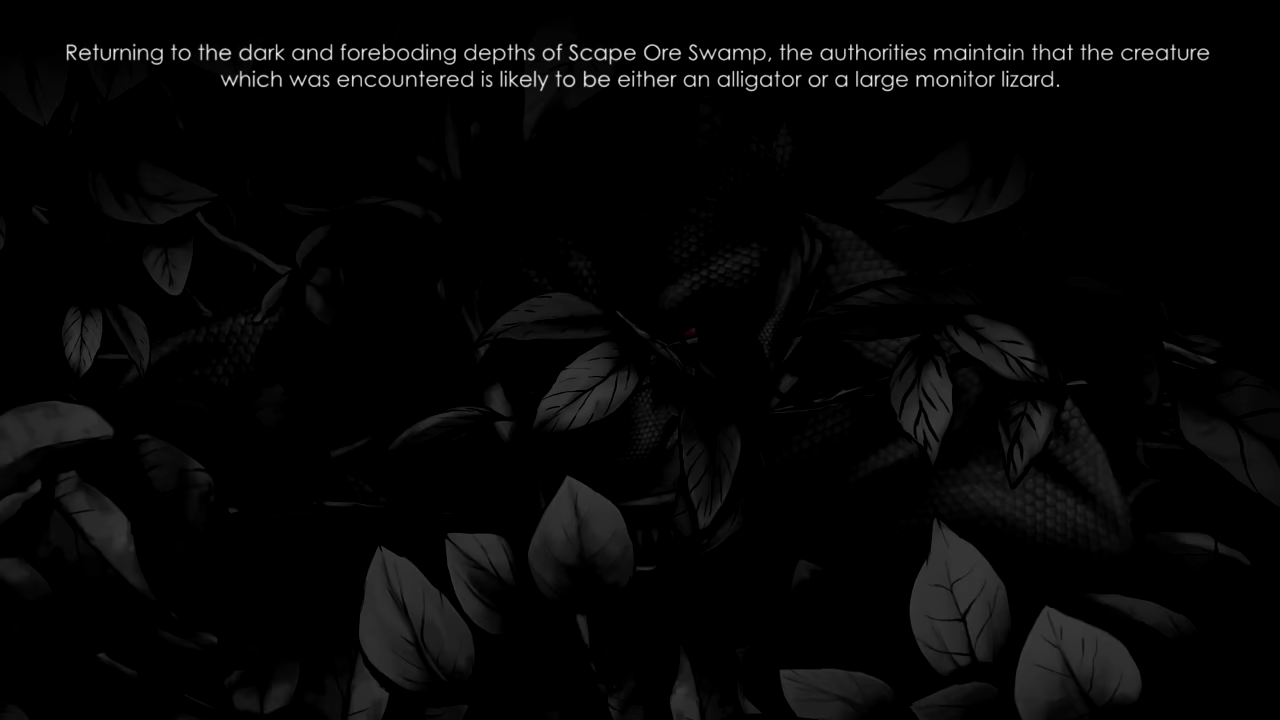 Returning to the dark and foreboding depths of Scape Ore Swamp, the authorities maintain that the creature
which was encountered is likely to be either an alligator or a large monitor lizard.